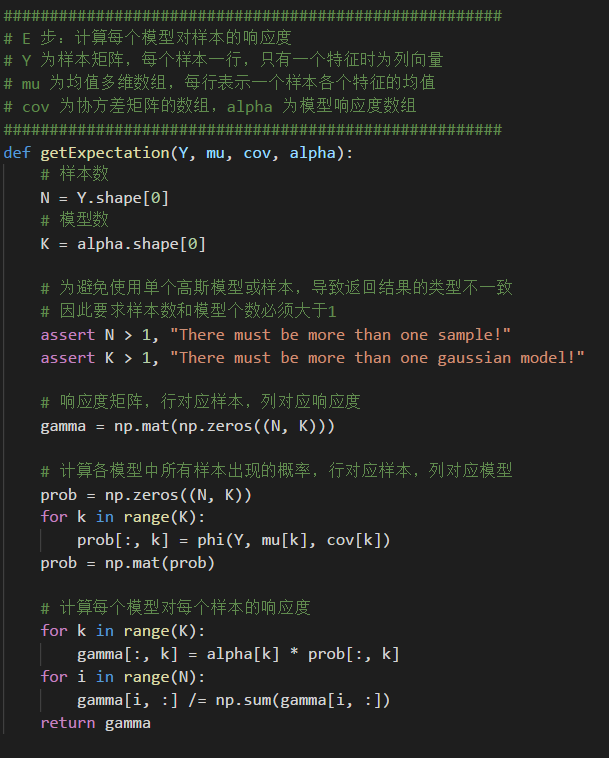 ######################################################
# E 步：计算每个模型对样本的响应度
# Y 为样本矩阵，每个样本一行，只有一个特征时为列向量
# mu 为均值多维数组，每行表示一个样本各个特征的均值
# cov 为协方差矩阵的数组，alpha 为模型响应度数组
######################################################
def getExpectation(Y, mu, cov, alpha):
    # 样本数
    N = Y.shape[0]
    # 模型数
    K = alpha.shape[0]

    # 为避免使用单个高斯模型或样本，导致返回结果的类型不一致
    # 因此要求样本数和模型个数必须大于1
    assert N > 1, "There must be more than one sample!"
    assert K > 1, "There must be more than one gaussian model!"

    # 响应度矩阵，行对应样本，列对应响应度
    gamma = np.mat(np.zeros((N, K)))

    # 计算各模型中所有样本出现的概率，行对应样本，列对应模型
    prob = np.zeros((N, K))
    for k in range(K):
        prob[:, k] = phi(Y, mu[k], cov[k])
    prob = np.mat(prob)

    # 计算每个模型对每个样本的响应度
    for k in range(K):
        gamma[:, k] = alpha[k] * prob[:, k]
    for i in range(N):
        gamma[i, :] /= np.sum(gamma[i, :])
    return gamma